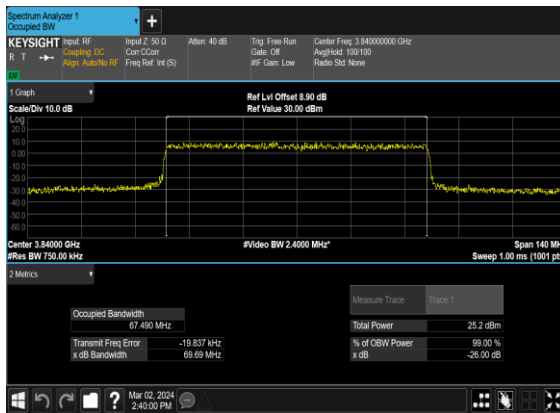 Spectrum Analyzer 1
Occupied BW
KEYSIGHT
R T
Input: RF
Coupling: DC
Align: Auto/No RF
Input Z: 50 Ω
Corr CCorr
Freq Ref: Int (S)
Atten: 40 dB
Trig: Free Run
Gate: Off
#IF Gain: Low
Center Freq: 3.840000000 GHz
Avg|Hold: 100/100
Radio Std: None
1 Graph
Scale/Div 10.0 dB
Ref Lvl Offset 8.90 dB
Ref Value 30.00 dBm
Log
20.0
10.0
0.00
-10.0
-20.0
-30.0
-40.0
-50.0
-60.0
Center 3.84000 GHz
#Res BW 750.00 kHz
#Video BW 2.4000 MHz*
Span 140 MH
Sweep 1.00 ms (1001 pt
2 Metrics
Measure Trace
Trace 1
Occupied Bandwidth
67.490 MHz
Total Power 25.2 dBm
Transmit Freq Error -19.837 kHz
% of OBW Power 99.00 %
x dB Bandwidth 69.69 MHz
x dB -26.00 dB
?
Mar 02, 2024
2:40:00 PM